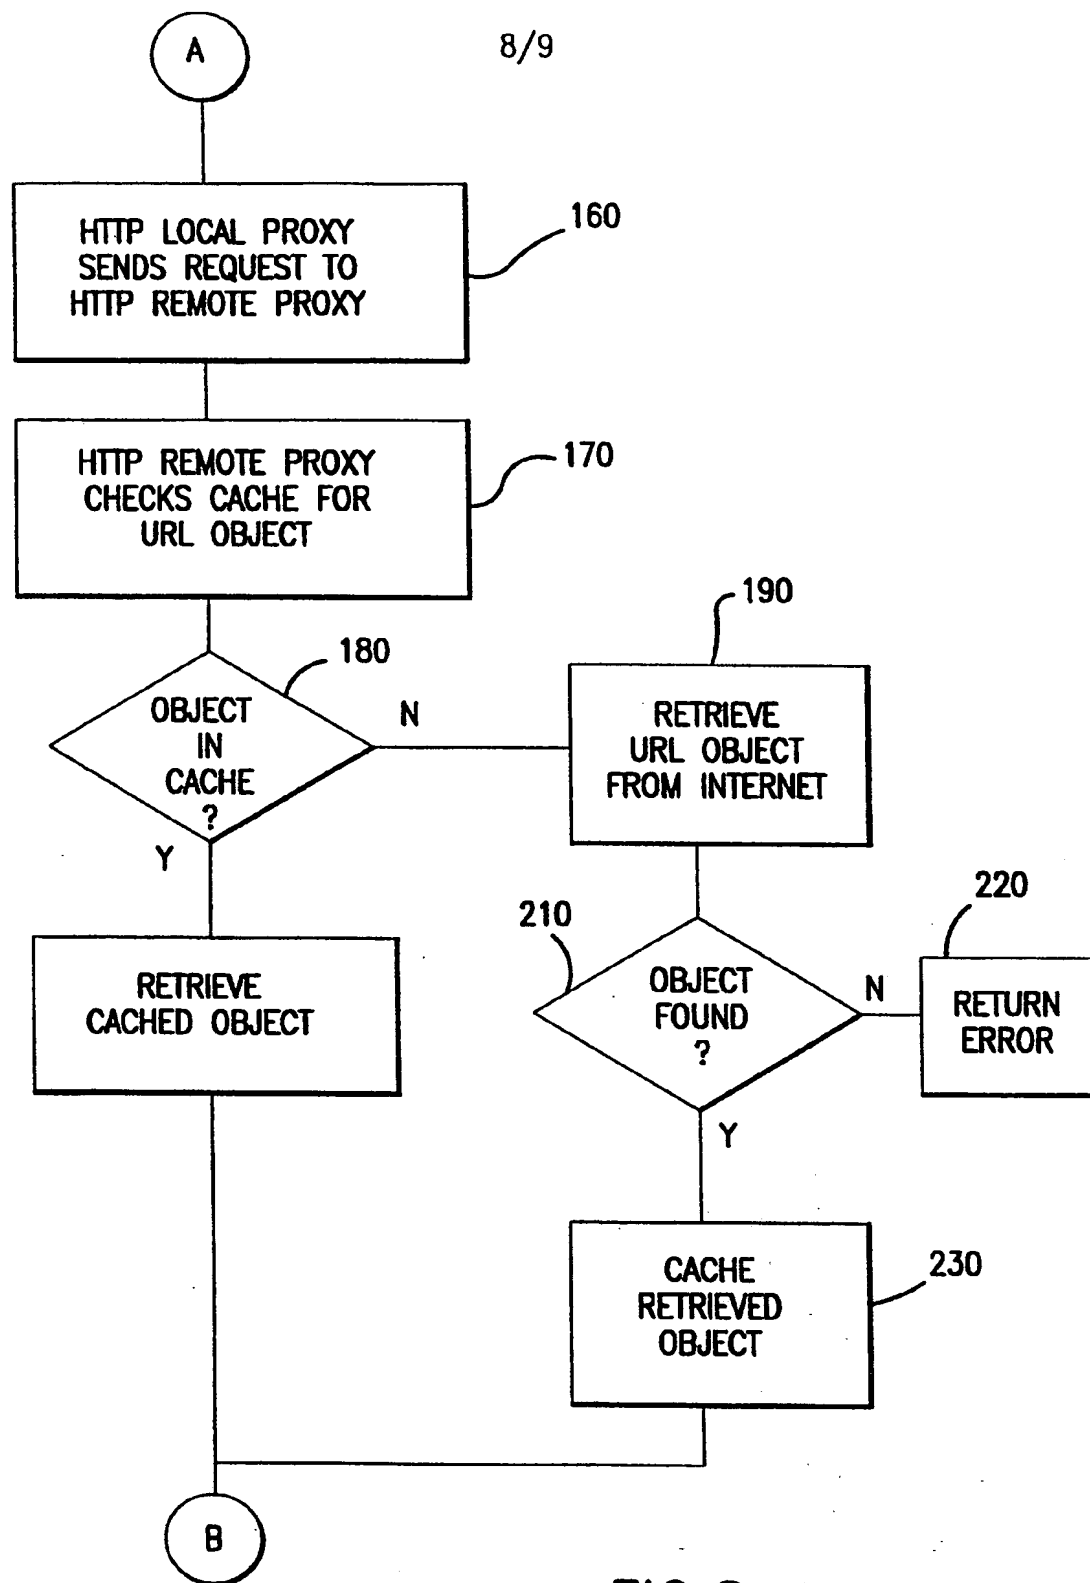 8/9
A
HTTP LOCAL PROXY
SENDS REQUEST TO
HTTP REMOTE PROXY
160
HTTP REMOTE PROXY
CHECKS CACHE FOR
URL OBJECT
170
180
OBJECT
IN
CACHE
?
N
Y
190
RETRIEVE
URL OBJECT
FROM INTERNET
RETRIEVE
CACHED OBJECT
210
OBJECT
FOUND
?
N
Y
220
RETURN
ERROR
CACHE
RETRIEVED
OBJECT
230
B